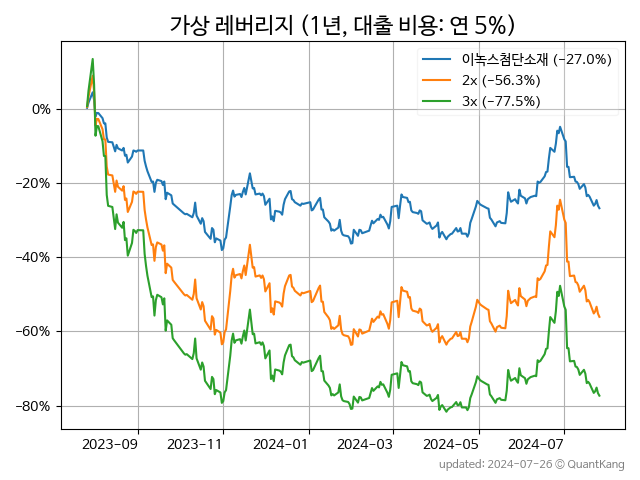 가상 레버리지 (1년, 대출 비용: 연 5%)
이녹스첨단소재 (-27.0%)
2x (-56.3%)
3x (-77.5%)
0%
-20%
-40%
-60%
-80%
2023-09 2023-11 2024-01 2024-03 2024-05 2024-07
updated: 2024-07-26 © QuantKang